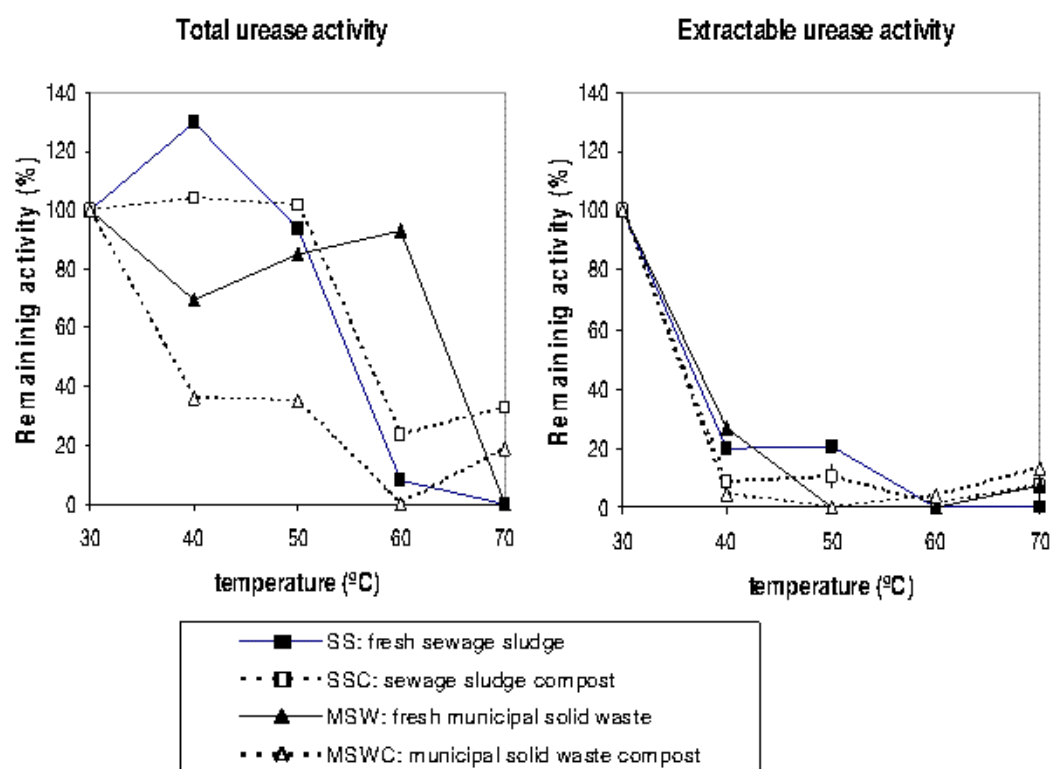 Total urease activity
Extractable urease activity
Remaininig activity (%)
140
120
100
80
60
40
20
0
30
40
50
60
70
temperature (ºC)
Remaininig activity (%)
140
120
100
80
60
40
20
0
30
40
50
60
70
temperature (ºC)
SS: fresh sewage sludge
SSC: sewage sludge compost
MSW: fresh municipal solid waste
MSWC: municipal solid waste compost